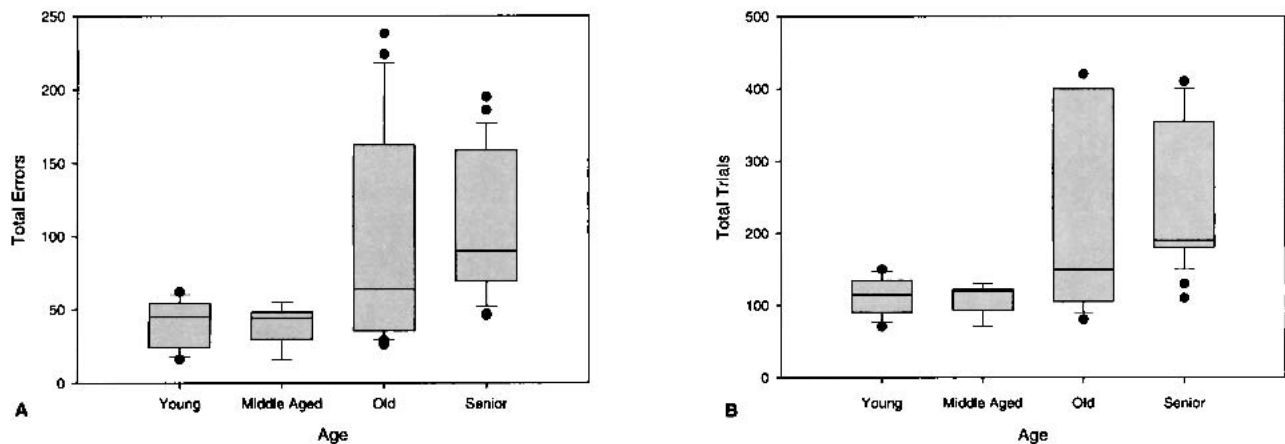 250
200
150
100
50
0
Total Errors
Young Middle Aged Old Senior
A
Age
500
400
300
200
100
0
Total Trials
Young Middle Aged Old Senior
B
Age